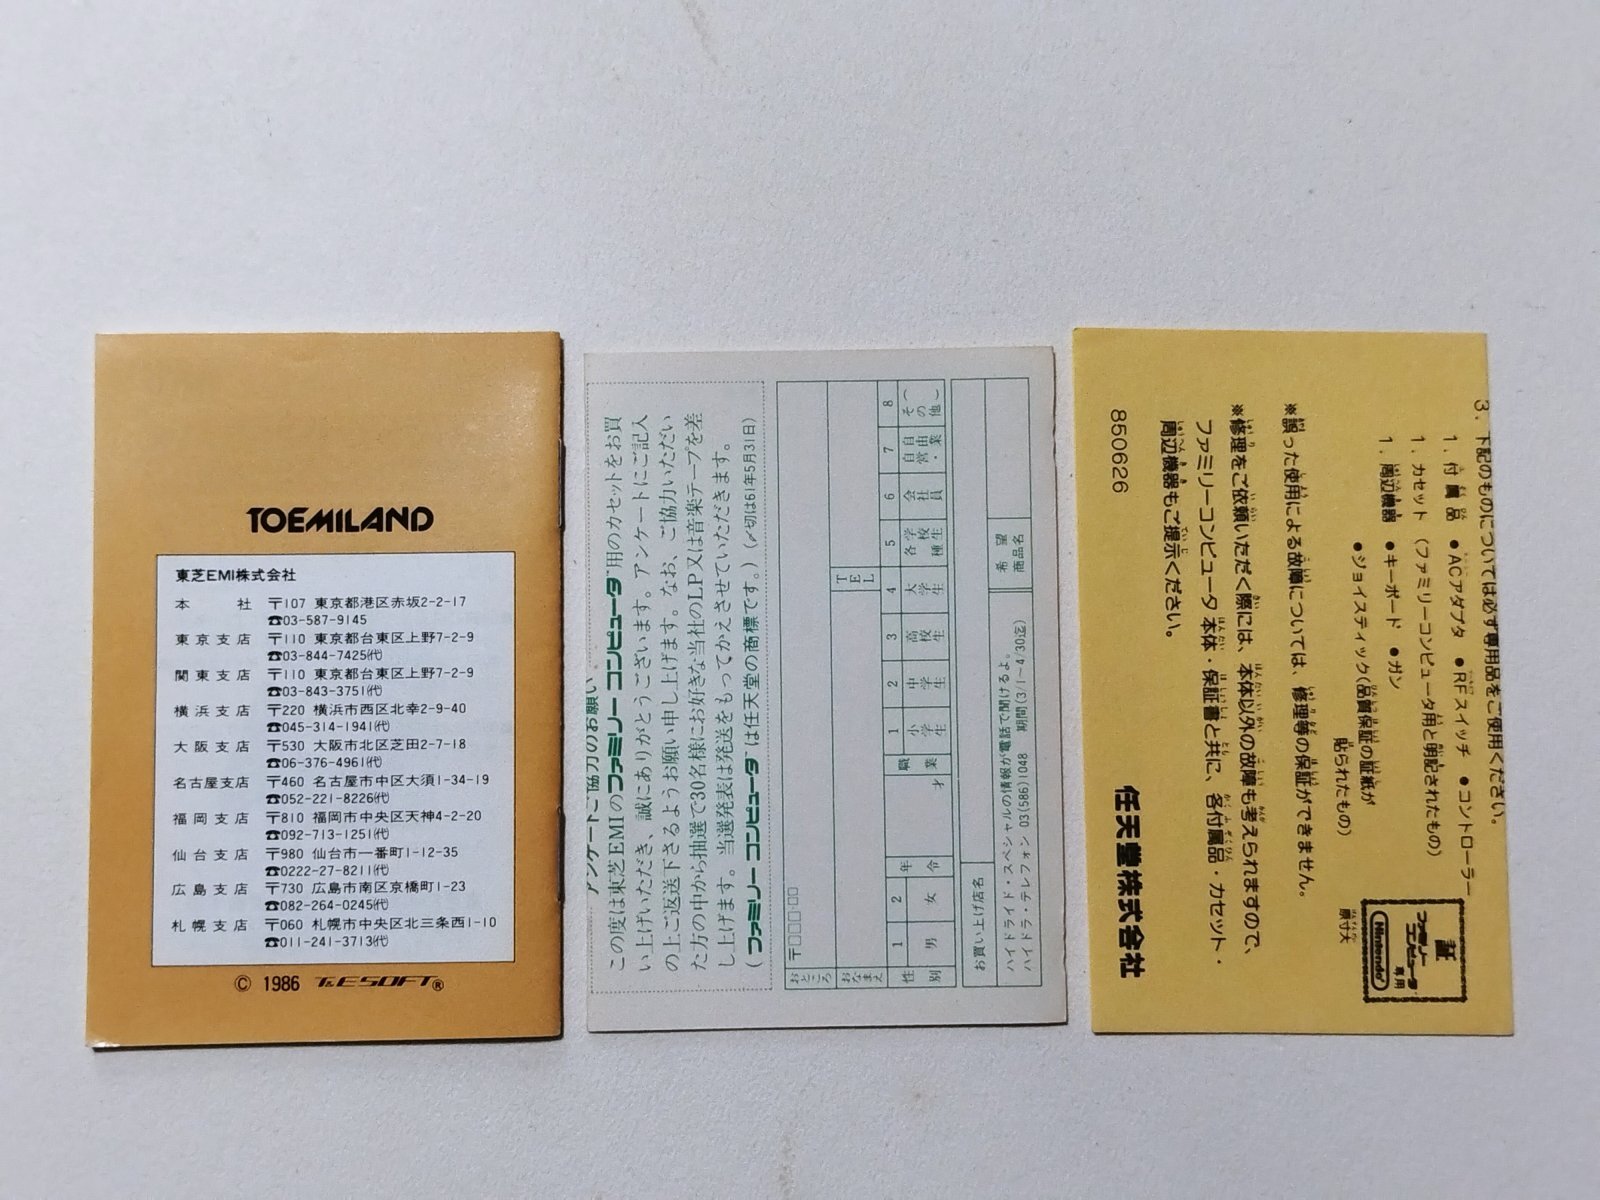 TOEMILAND
東芝EMI株式会社
本社 〒107 東京都港区赤坂2-2-17
☎03-587-9145
東京支店 〒110 東京都台東区上野7-2-9
☎03-844-7425㈹
関東支店 〒110 東京都台東区上野7-2-9
☎03-843-3751㈹
横浜支店 〒220 横浜市西区北幸2-9-40
☎045-314-1941㈹
大阪支店 〒530 大阪市北区芝田2-7-18
☎06-376-4961㈹
名古屋支店 〒460 名古屋市中区大須1-34-19
☎052-221-8226㈹
福岡支店 〒810 福岡市中央区天神4-2-20
☎092-713-1251㈹
仙台支店 〒980 仙台市一番町1-12-35
☎0222-27-8211㈹
広島支店 〒730 広島市南区京橋町1-23
☎082-264-0245㈹
札幌支店 〒060 札幌市中央区北三条西1-10
☎011-241-3713㈹
© 1986 T&E SOFT®
アンケートご協力のお願い
この度は東芝EMIのファミリーコンピュータ™用のカセットをお買
い上げいただき、誠にありがとうございます。アンケートにご記入
の上ご返送下さるようお願い申し上げます。なお、ご協力いただい
た方の中から抽選で30名様にお好きな当社のLP又は音楽テープを差
し上げます。当選発表は発送をもってかえさせていただきます。
(ファミリーコンピュータ™は任天堂の商標です。)(〆切は61年5月31日)
おところ 〒□□□-□□
おなまえ TEL
性別 1男 2女 年令 才 職業 1小学生 2中学生 3高校生 4大学生 5各種学校生 6会社員 7自営・自由業 8その他( )
お買い上げ店名 希望商品名
ハイドライド・スペシャルの情報が電話で聞けるよ。
ハイドラ・テレフォン 03(586)1048 期間(3/1〜4/30迄)
3. 下記のものについては必ず専用品をご使用ください。
1. 付属品 ●ACアダプタ ●RFスイッチ ●コントローラー
1. カセット (ファミリーコンピュータ用と明記されたもの)
1. 周辺機器 ●キーボード ●ガン
●ジョイスティック(品質保証の証紙が
貼られたもの)
証
ファミリーコンピュータ™
専用
Nintendo
原寸大
※誤った使用による故障については、修理等の保証ができません。
※修理をご依頼いただく際には、本体以外の故障も考えられますので、
ファミリーコンピュータ本体・保証書と共に、各付属品・カセット・
周辺機器もご提示ください。
850626
任天堂株式会社